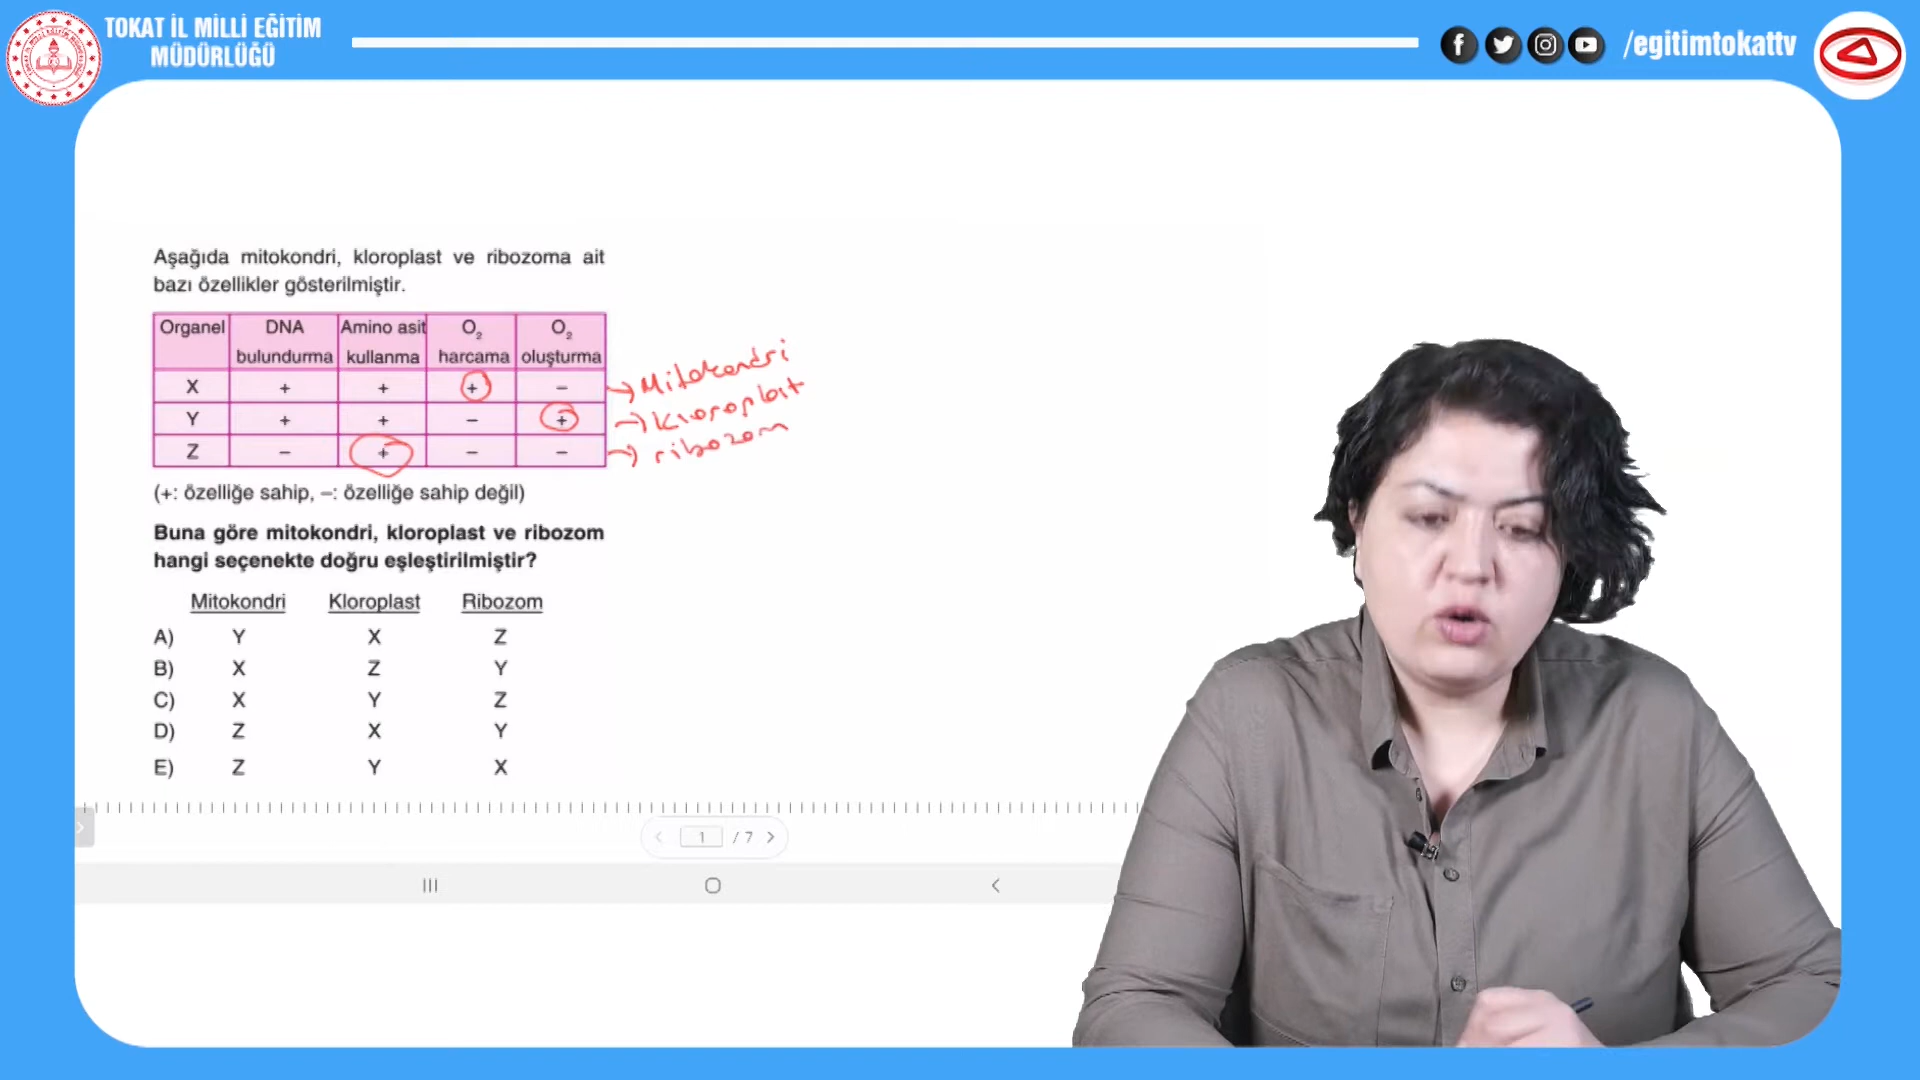 TOKAT İL MİLLİ EĞİTİM
MÜDÜRLÜĞÜ
/egitimtokattv
Aşağıda mitokondri, kloroplast ve ribozoma ait
bazı özellikler gösterilmiştir.
Organel DNA bulundurma Amino asit kullanma O₂ harcama O₂ oluşturma
X + + + – → Mitokondri
Y + + – + → Kloroplast
Z – + – – → ribozom
(+: özelliğe sahip, –: özelliğe sahip değil)
Buna göre mitokondri, kloroplast ve ribozom
hangi seçenekte doğru eşleştirilmiştir?
Mitokondri Kloroplast Ribozom
A) Y X Z
B) X Z Y
C) X Y Z
D) Z X Y
E) Z Y X
1 / 7